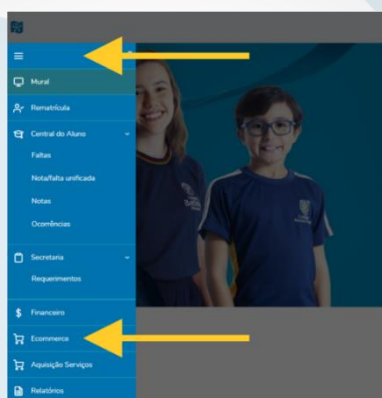 Mural
Rematrícula
Central do Aluno
Faltas
Nota/falta unificada
Notas
Ocorrências
Secretaria
Requerimentos
Financeiro
Ecommerce
Aquisição Serviços
Relatórios